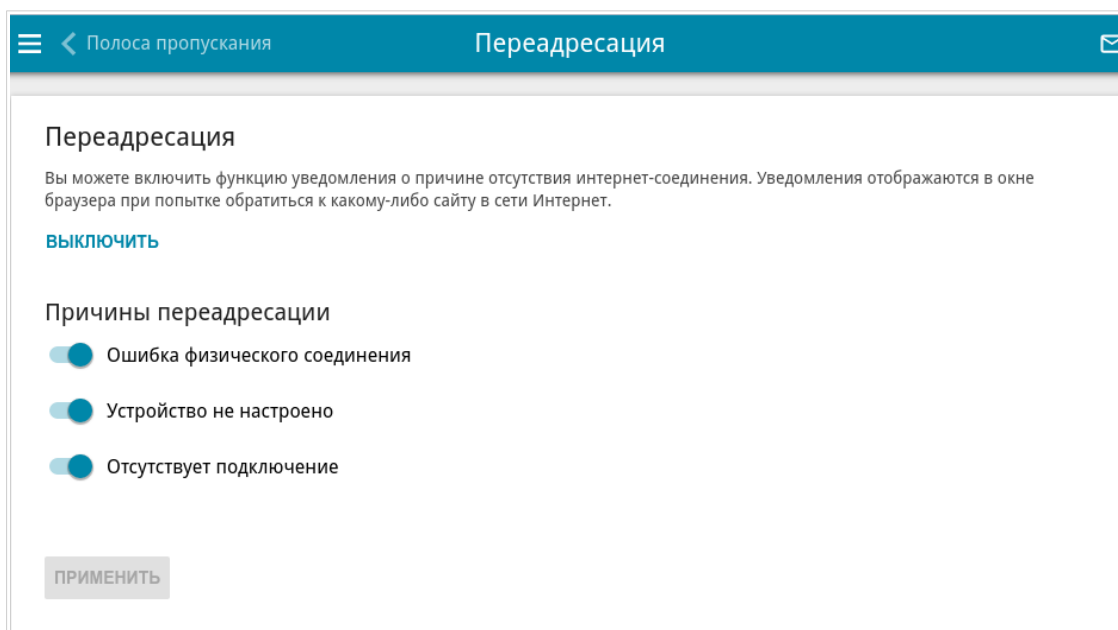 Полоса пропускания
Переадресация
Переадресация
Вы можете включить функцию уведомления о причине отсутствия интернет-соединения. Уведомления отображаются в окне
браузера при попытке обратиться к какому-либо сайту в сети Интернет.
ВЫКЛЮЧИТЬ
Причины переадресации
Ошибка физического соединения
Устройство не настроено
Отсутствует подключение
ПРИМЕНИТЬ